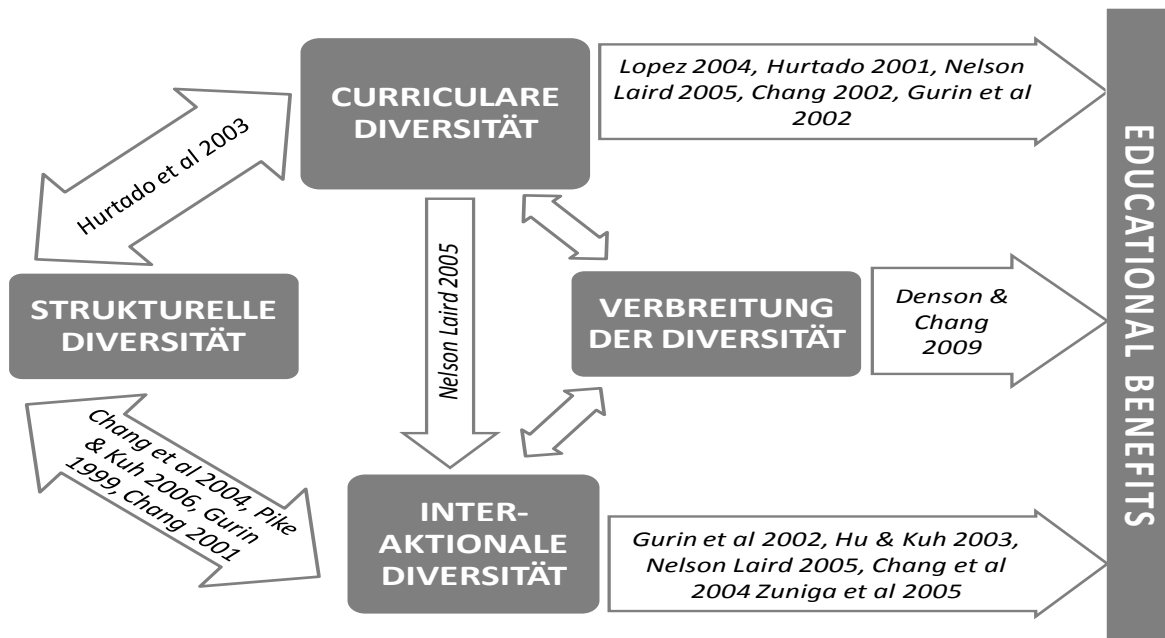 CURRICULARE
DIVERSITÄT
Lopez 2004, Hurtado 2001, Nelson
Laird 2005, Chang 2002, Gurin et al
2002
Hurtado et al 2003
STRUKTURELLE
DIVERSITÄT
Nelson Laird 2005
VERBREITUNG
DER DIVERSITÄT
Denson &
Chang
2009
Chang et al 2004, Pike
& Kuh 2006, Gurin
1999, Chang 2001
INTER-
AKTIONALE
DIVERSITÄT
Gurin et al 2002, Hu & Kuh 2003,
Nelson Laird 2005, Chang et al
2004 Zuniga et al 2005
EDUCATIONAL BENEFITS